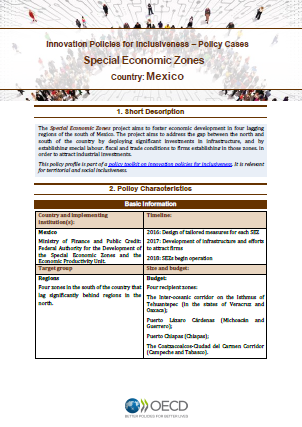 Innovation Policies for Inclusiveness – Policy Cases
Special Economic Zones
Country: Mexico
1. Short Description
The Special Economic Zones project aims to foster economic development in four lagging
regions of the south of Mexico. The project aims to address the gap between the north and
south of the country by deploying significant investments in infrastructure, and by
establishing special labour, fiscal and trade conditions to firms establishing in those zones, in
order to attract industrial investments.
This policy profile is part of a policy toolkit on innovation policies for inclusiveness. It is relevant
for territorial and social inclusiveness.
2. Policy Characteristics
Basic Information
Country and implementing
institution(s):
Mexico
Ministry of Finance and Public Credit:
Federal Authority for the Development of
the Special Economic Zones and the
Economic Productivity Unit.
Timeline:
2016: Design of tailored measures for each SEZ
2017: Development of infrastructure and efforts
to attract firms
2018: SEZs begin operation
Target group
Regions
Four zones in the south of the country that
lag significantly behind regions in the
north.
Size and budget:
Budget:
Four recipient zones:
The inter-oceanic corridor on the Isthmus of
Tehuantepec (in the states of Veracruz and
Oaxaca);
Puerto Lázaro Cárdenas (Michoacán and
Guerrero);
Puerto Chiapas (Chiapas);
The Coatzacoalcos-Ciudad del Carmen Corridor
(Campeche and Tabasco).
OECD
BETTER POLICIES FOR BETTER LIVES